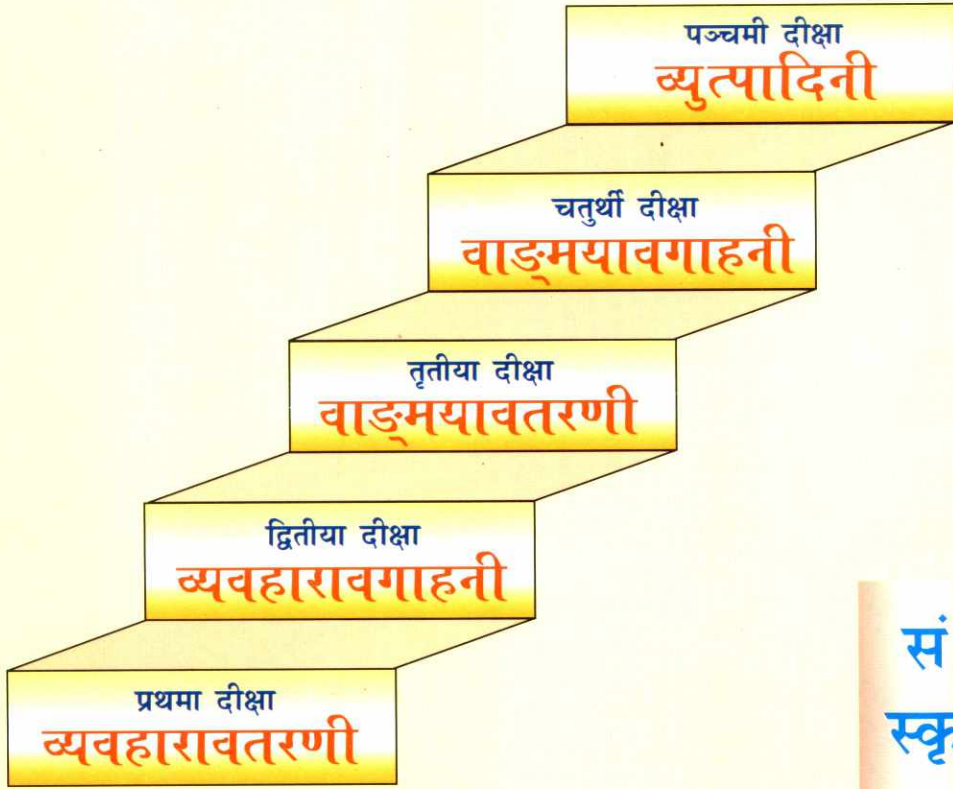 पञ्चमी दीक्षा
व्युत्पादिनी
चतुर्थी दीक्षा
वाङ्मयावगाहनी
तृतीया दीक्षा
वाङ्मयावतरणी
द्वितीया दीक्षा
व्यवहारावगाहनी
प्रथमा दीक्षा
व्यवहारावतरणी
सं
स्कृ